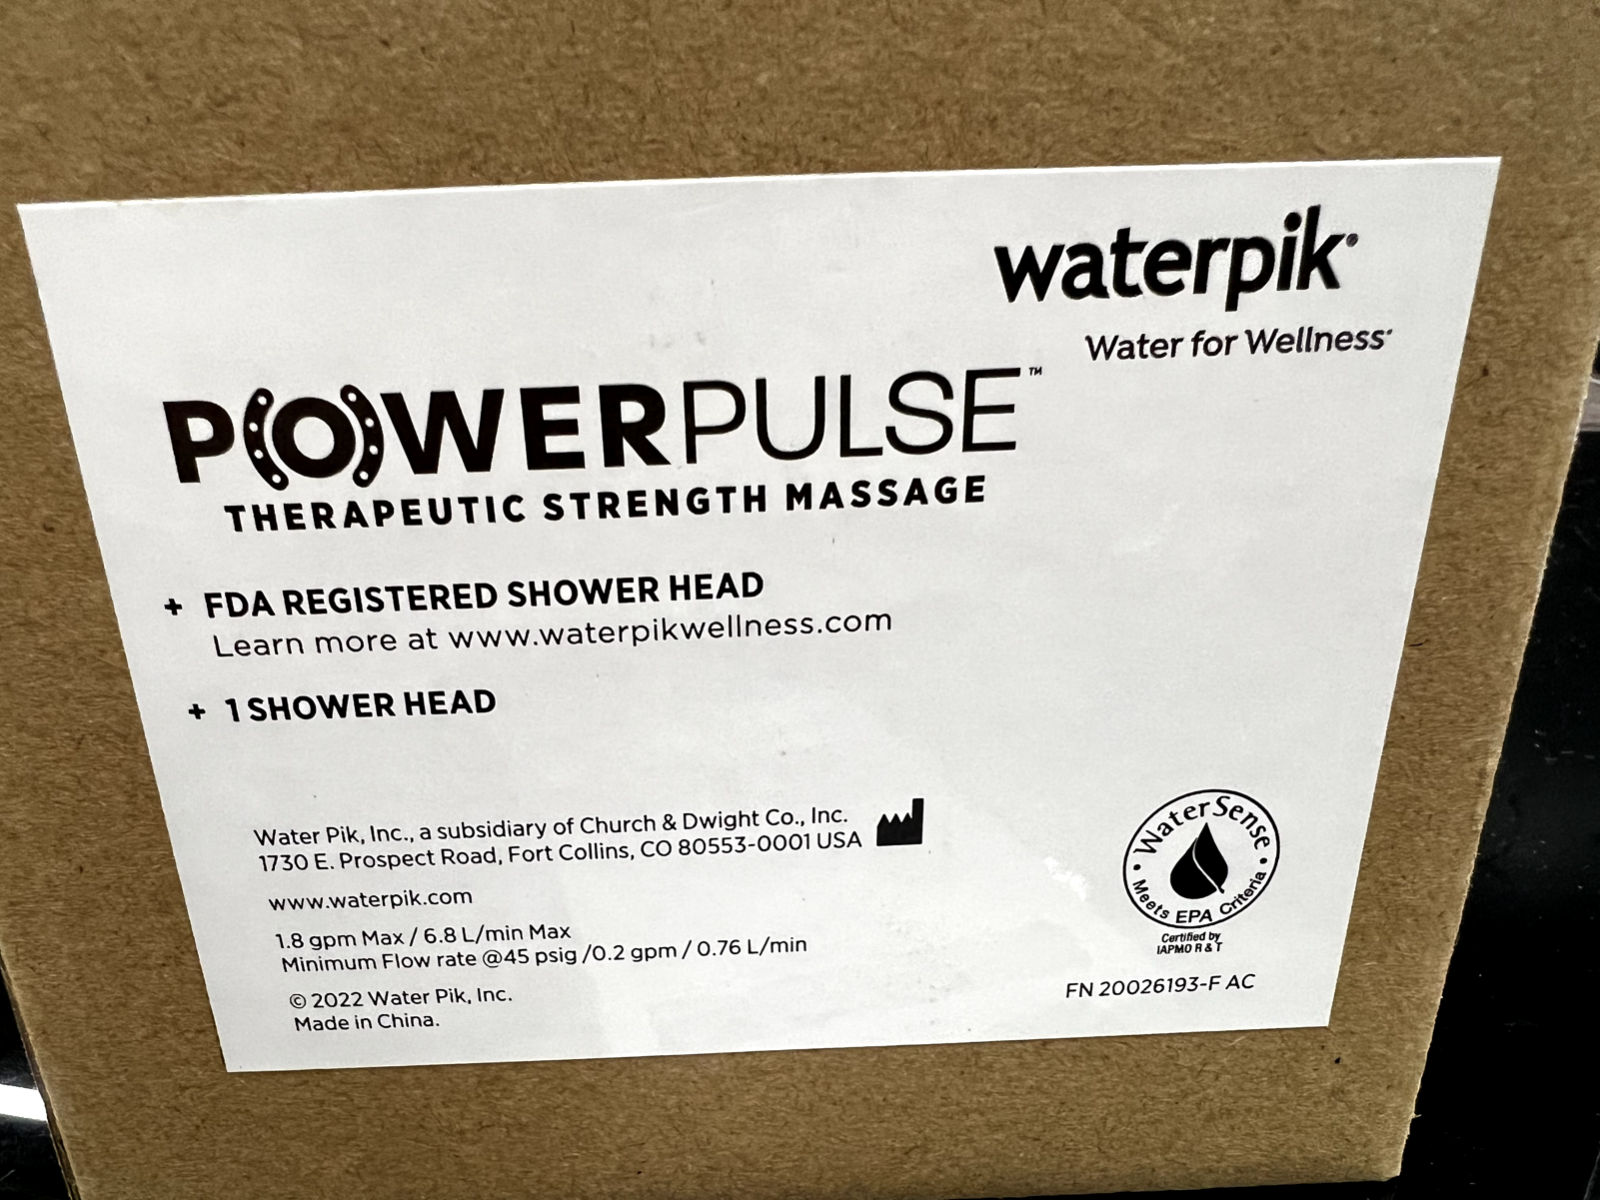 waterpik®
Water for Wellness®
POWERPULSE™
THERAPEUTIC STRENGTH MASSAGE
+ FDA REGISTERED SHOWER HEAD
Learn more at www.waterpikwellness.com
+ 1 SHOWER HEAD
Water Pik, Inc., a subsidiary of Church & Dwight Co., Inc.
1730 E. Prospect Road, Fort Collins, CO 80553-0001 USA
www.waterpik.com
1.8 gpm Max / 6.8 L/min Max
Minimum Flow rate @45 psig /0.2 gpm / 0.76 L/min
© 2022 Water Pik, Inc.
Made in China.
WaterSense
• Meets EPA Criteria •
Certified by
IAPMO R & T
FN 20026193-F AC